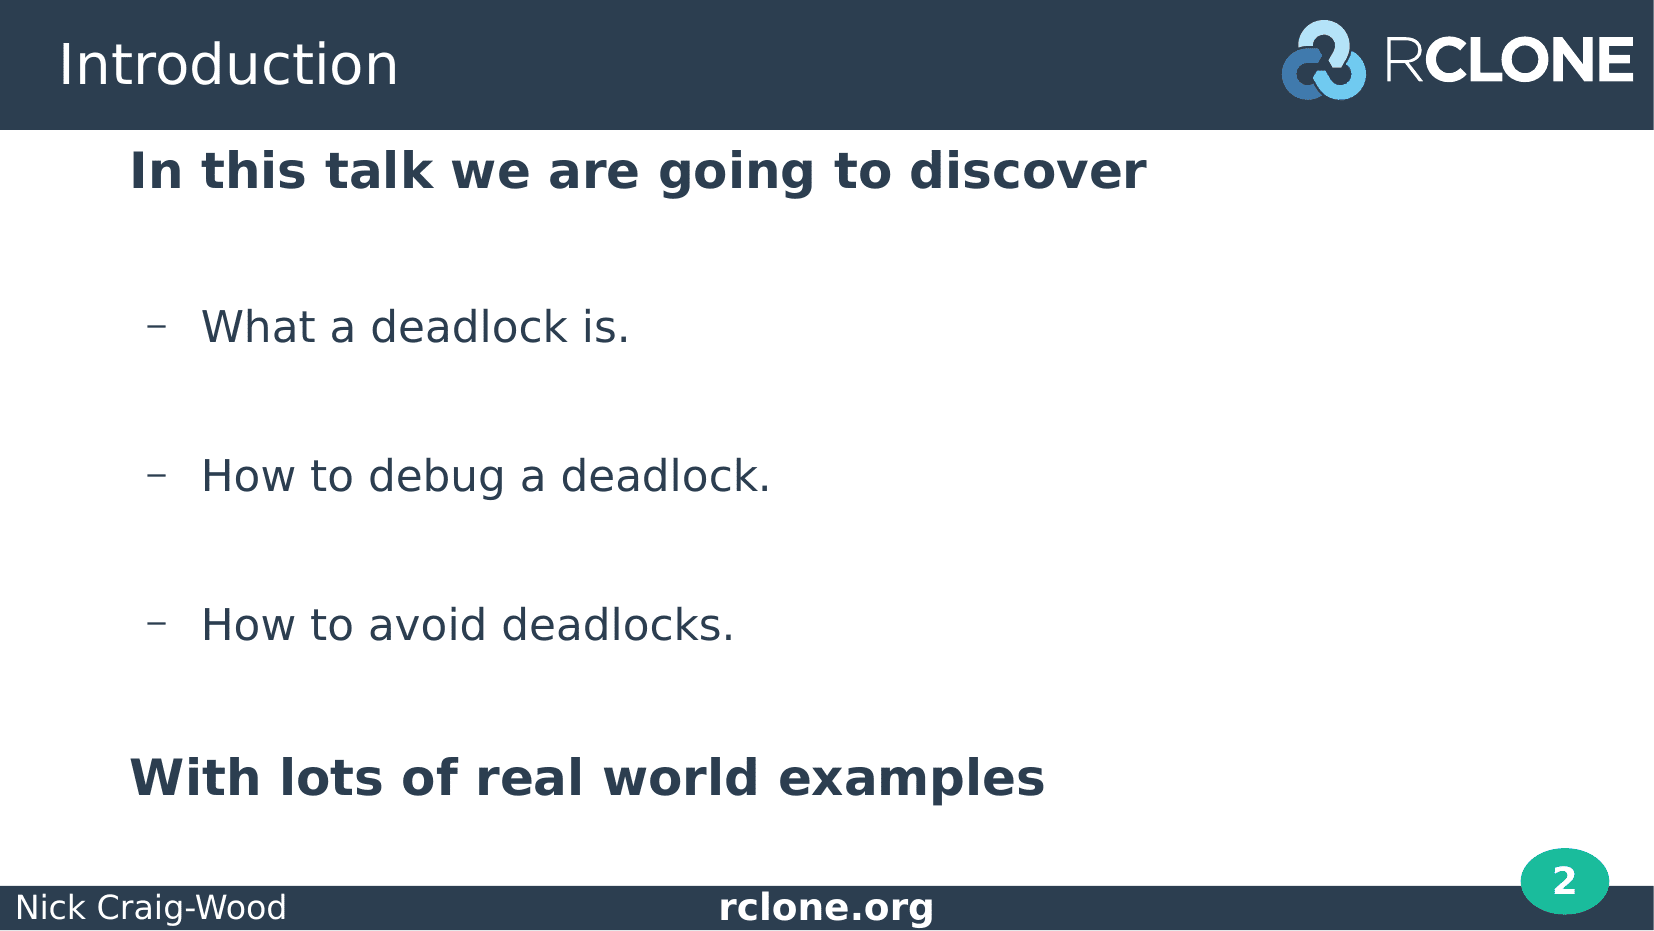 Introduction
RCLONE
In this talk we are going to discover
– What a deadlock is.
– How to debug a deadlock.
– How to avoid deadlocks.
With lots of real world examples
2
Nick Craig-Wood
rclone.org